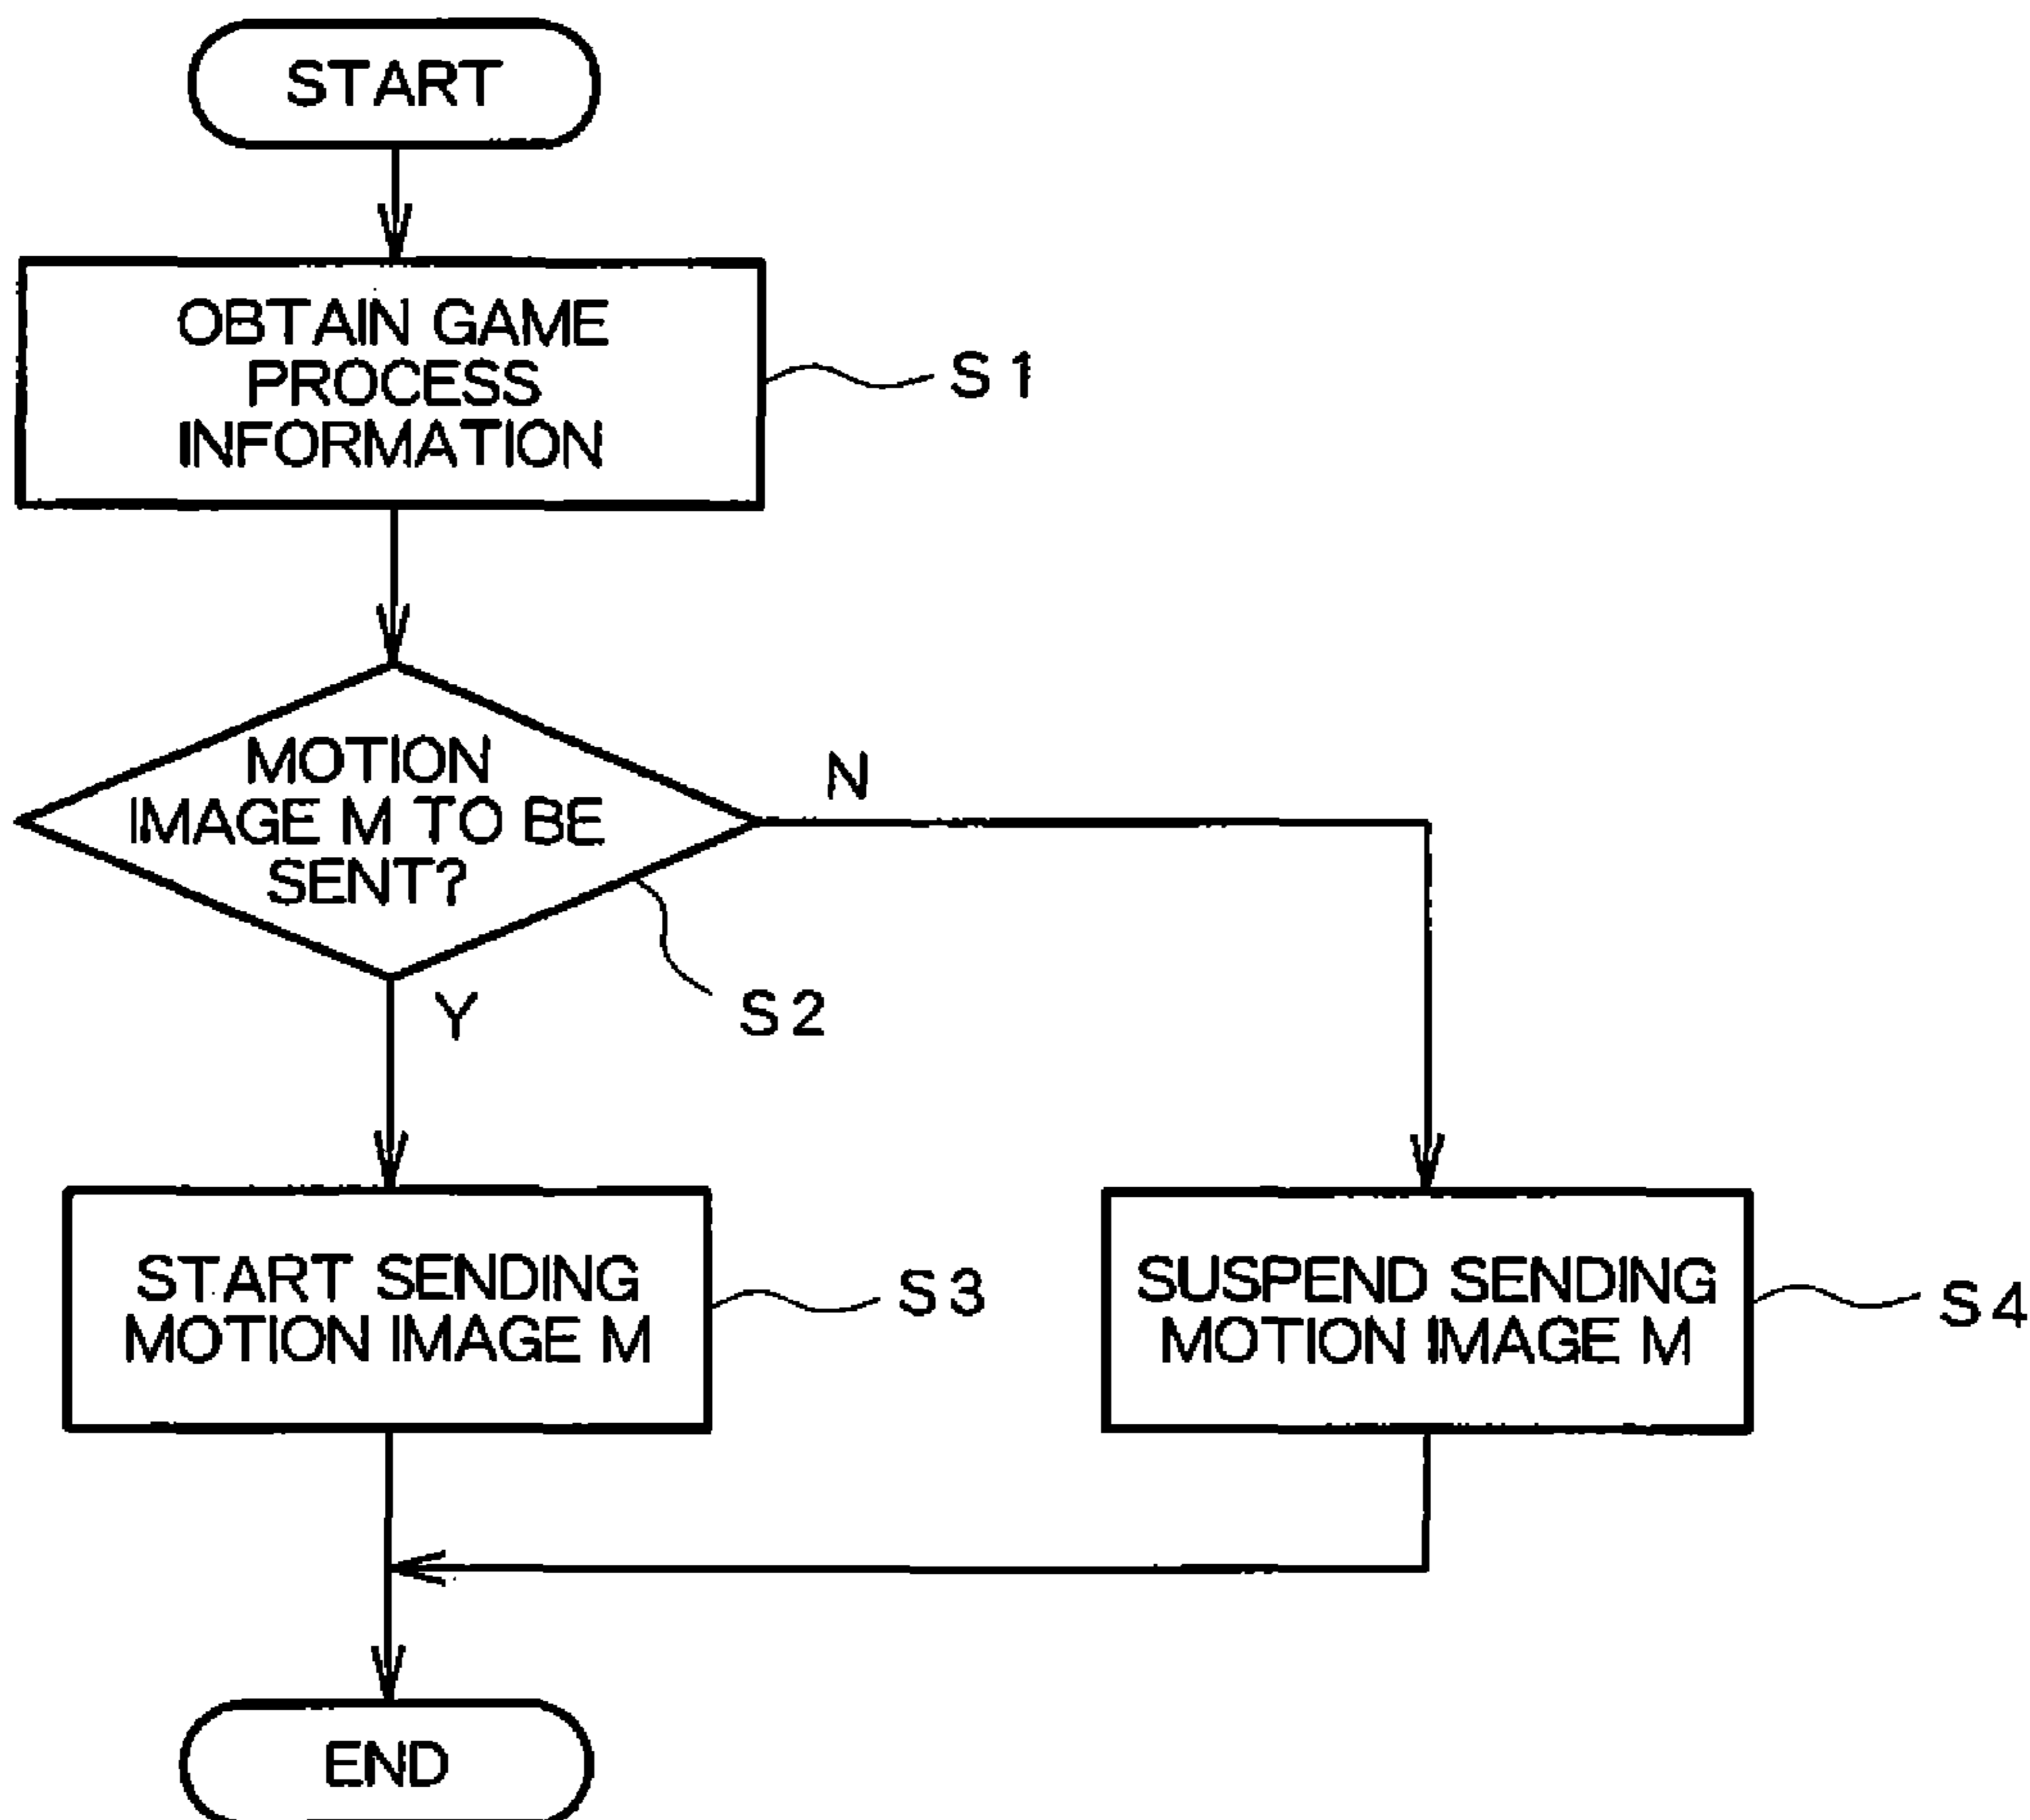 START
OBTAIN GAME
PROCESS
INFORMATION
S1
MOTION
IMAGE M TO BE
SENT?
N
Y
S2
START SENDING
MOTION IMAGE M
S3
SUSPEND SENDING
MOTION IMAGE M
S4
END